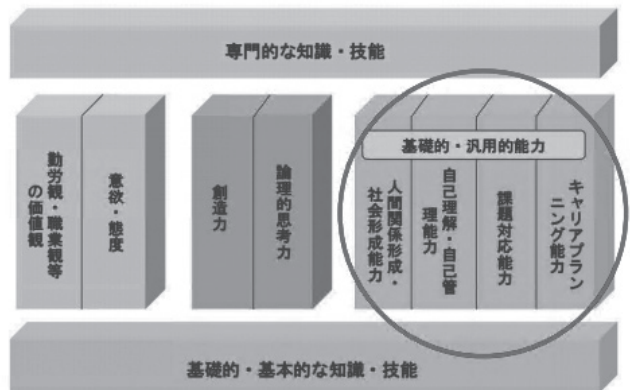 専門的な知識・技能
基礎的・汎用的能力
勤労観・職業観等
の価値観
意欲・態度
創造力
論理的思考力
人間関係形成・
社会形成能力
自己理解・自己管
理能力
課題対応能力
キャリアプラン
ニング能力
基礎的・基本的な知識・技能